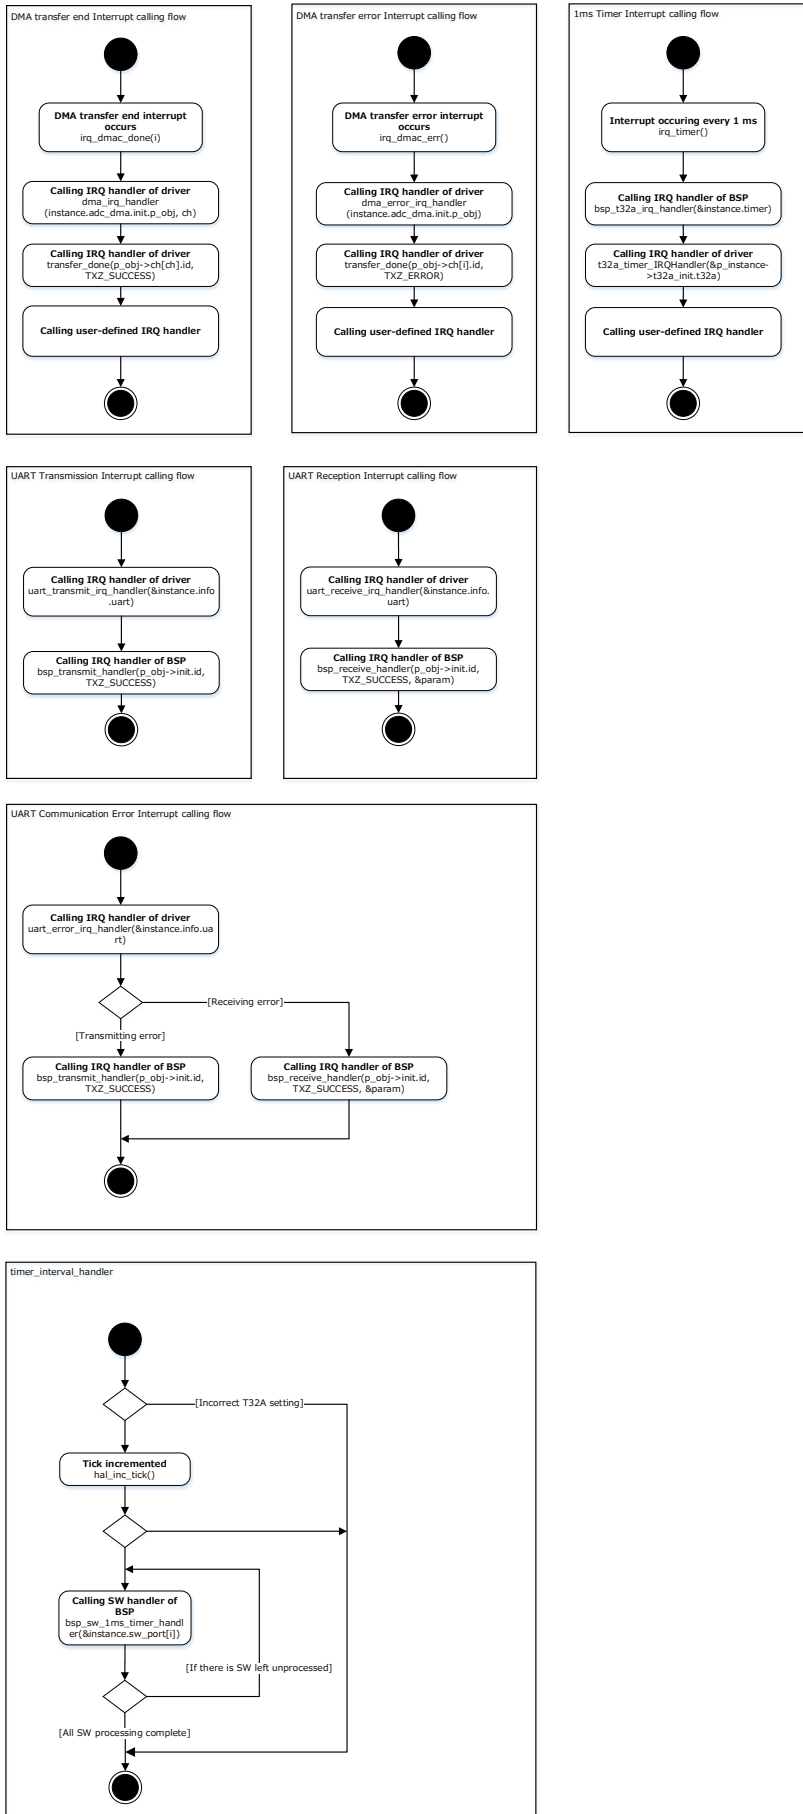 DMA transfer end Interrupt calling flow
DMA transfer end interrupt
occurs
irq_dmac_done(i)
Calling IRQ handler of driver
dma_irq_handler
(instance.adc_dma.init.p_obj, ch)
Calling IRQ handler of driver
transfer_done(p_obj->ch[ch].id,
TXZ_SUCCESS)
Calling user-defined IRQ handler
DMA transfer error Interrupt calling flow
DMA transfer error interrupt
occurs
irq_dmac_err()
Calling IRQ handler of driver
dma_error_irq_handler
(instance.adc_dma.init.p_obj)
Calling IRQ handler of driver
transfer_done(p_obj->ch[i].id,
TXZ_ERROR)
Calling user-defined IRQ handler
1ms Timer Interrupt calling flow
Interrupt occuring every 1 ms
irq_timer()
Calling IRQ handler of BSP
bsp_t32a_irq_handler(&instance.timer)
Calling IRQ handler of driver
t32a_timer_IRQHandler(&p_instance-
>t32a_init.t32a)
Calling user-defined IRQ handler
UART Transmission Interrupt calling flow
Calling IRQ handler of driver
uart_transmit_irq_handler(&instance.info
.uart)
Calling IRQ handler of BSP
bsp_transmit_handler(p_obj->init.id,
TXZ_SUCCESS)
UART Reception Interrupt calling flow
Calling IRQ handler of driver
uart_receive_irq_handler(&instance.info.
uart)
Calling IRQ handler of BSP
bsp_receive_handler(p_obj->init.id,
TXZ_SUCCESS, &param)
UART Communication Error Interrupt calling flow
Calling IRQ handler of driver
uart_error_irq_handler(&instance.info.ua
rt)
[Receiving error]
[Transmitting error]
Calling IRQ handler of BSP
bsp_transmit_handler(p_obj->init.id,
TXZ_SUCCESS)
Calling IRQ handler of BSP
bsp_receive_handler(p_obj->init.id,
TXZ_SUCCESS, &param)
timer_interval_handler
[Incorrect T32A setting]
Tick incremented
hal_inc_tick()
Calling SW handler of
BSP
bsp_sw_1ms_timer_handl
er(&instance.sw_port[i])
[If there is SW left unprocessed]
[All SW processing complete]